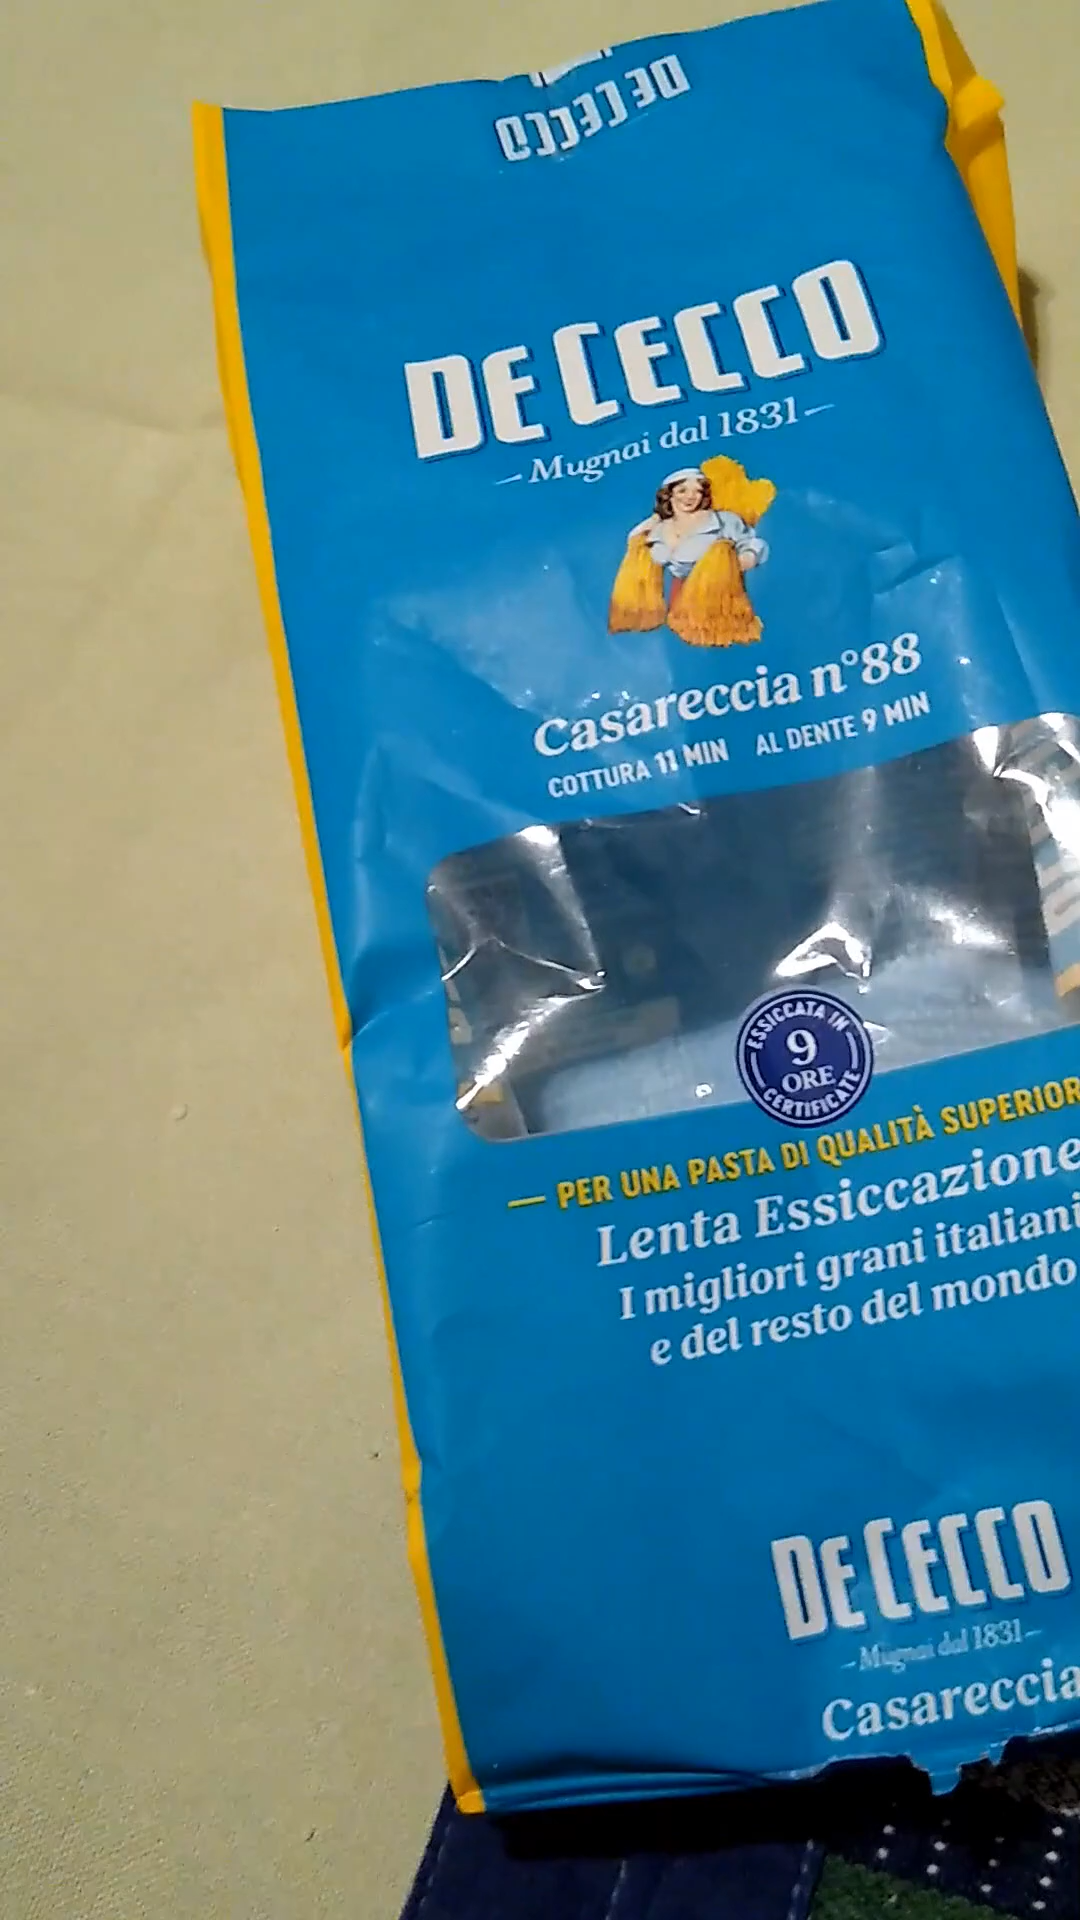 DE CECCO
DE CECCO
Mugnai dal 1831
Casareccia n°88
COTTURA 11 MIN AL DENTE 9 MIN
ESSICCATA IN
9
ORE
CERTIFICATE
PER UNA PASTA DI QUALITÀ SUPERIOR
Lenta Essiccazione
I migliori grani italiani
e del resto del mondo
DE CECCO
Mugnai dal 1831
Casareccia